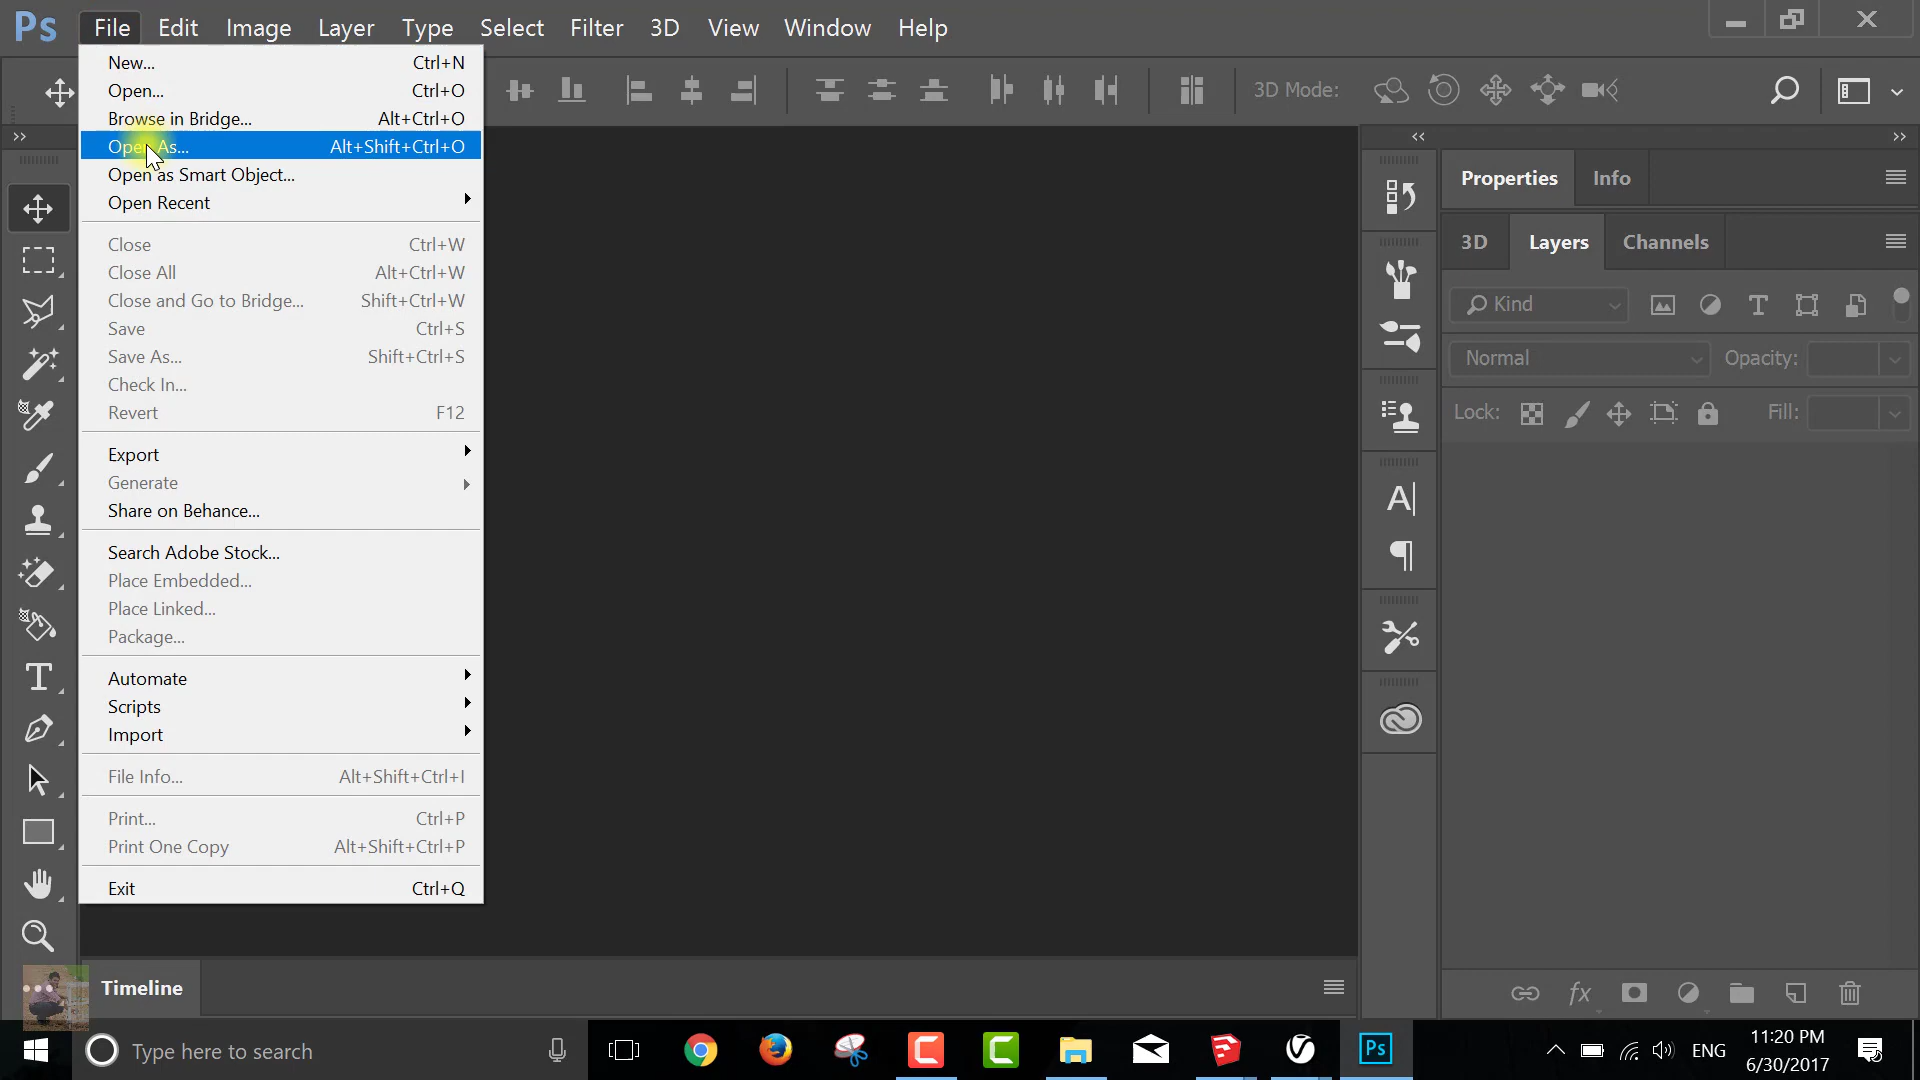 Ps File Edit Image Layer Type Select Filter 3D View Window Help
3D Mode:
New... Ctrl+N
Open... Ctrl+O
Browse in Bridge... Alt+Ctrl+O
Open As... Alt+Shift+Ctrl+O
Open as Smart Object...
Open Recent
Close Ctrl+W
Close All Alt+Ctrl+W
Close and Go to Bridge... Shift+Ctrl+W
Save Ctrl+S
Save As... Shift+Ctrl+S
Check In...
Revert F12
Export
Generate
Share on Behance...
Search Adobe Stock...
Place Embedded...
Place Linked...
Package...
Automate
Scripts
Import
File Info... Alt+Shift+Ctrl+I
Print... Ctrl+P
Print One Copy Alt+Shift+Ctrl+P
Exit Ctrl+Q
Properties Info
3D Layers Channels
Kind
Normal Opacity:
Lock: Fill:
fx
Timeline
Type here to search
Ps
ENG
11:20 PM
6/30/2017